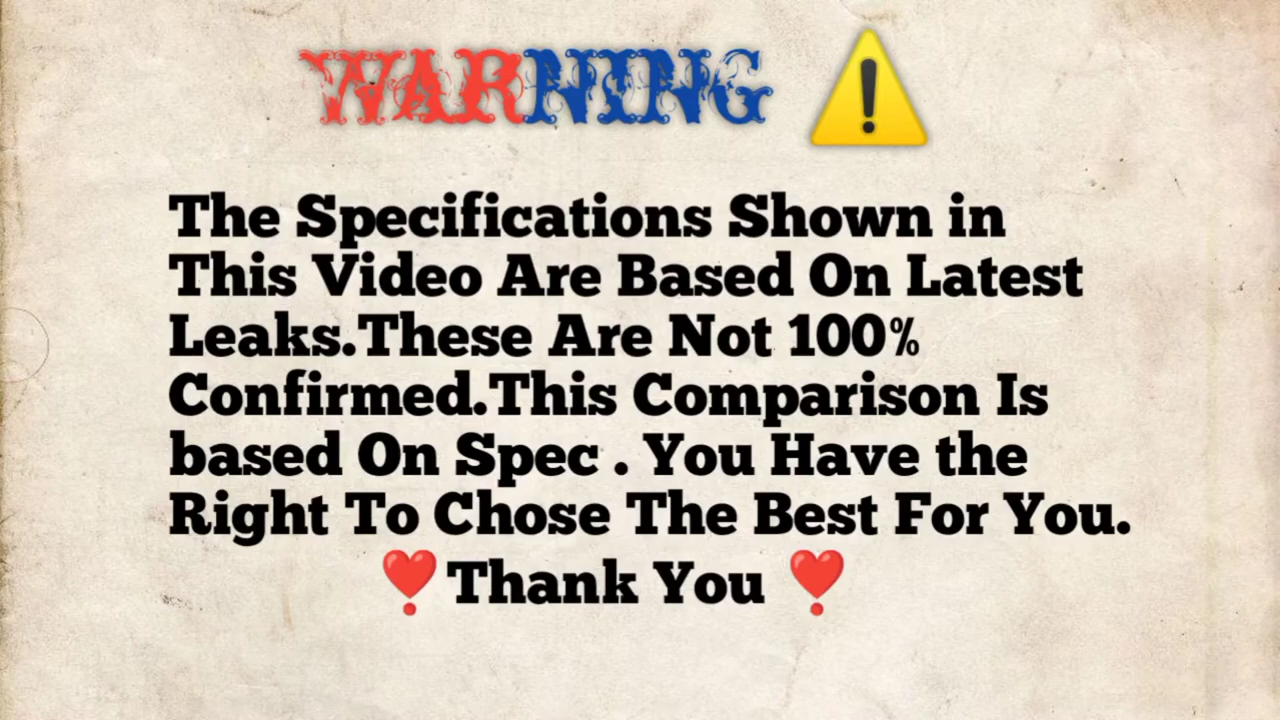 WARNING ⚠️
The Specifications Shown in
This Video Are Based On Latest
Leaks.These Are Not 100%
Confirmed.This Comparison Is
based On Spec . You Have the
Right To Chose The Best For You.
❣️Thank You ❣️